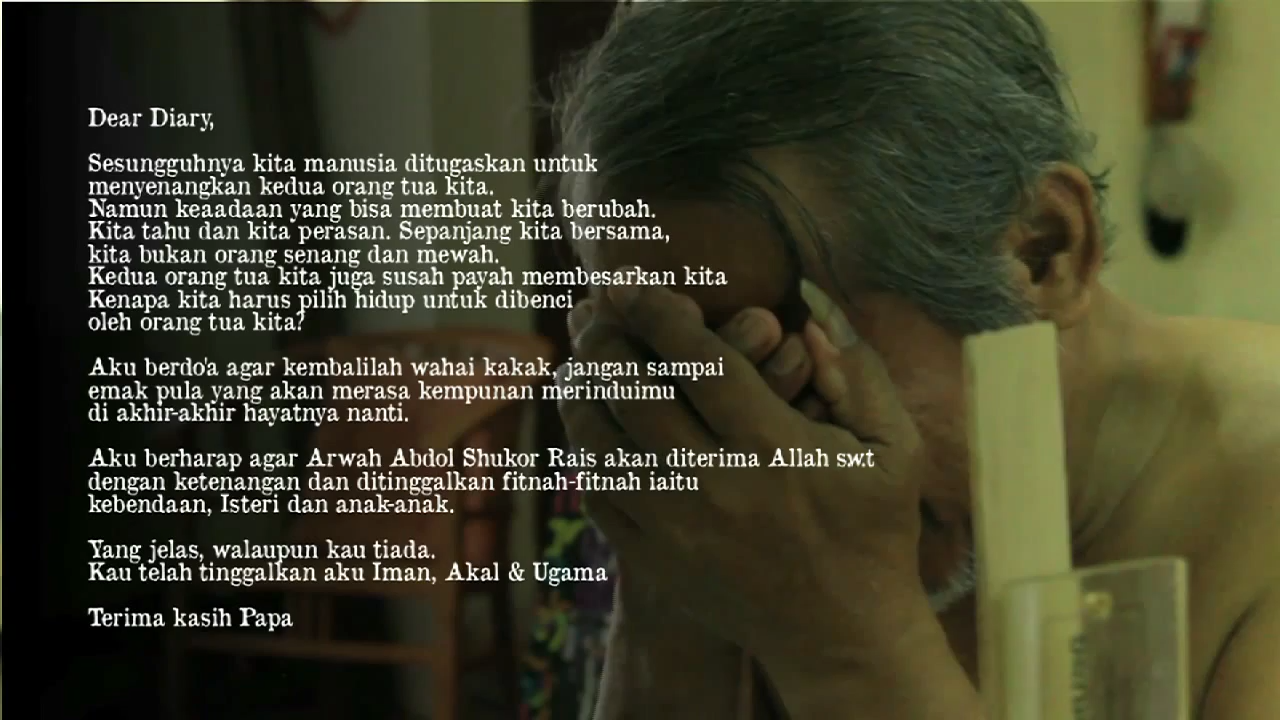 Dear Diary,
Sesungguhnya kita manusia ditugaskan untuk
menyenangkan kedua orang tua kita.
Namun keaadaan yang bisa membuat kita berubah.
Kita tahu dan kita perasan. Sepanjang kita bersama,
kita bukan orang senang dan mewah.
Kedua orang tua kita juga susah payah membesarkan kita
Kenapa kita harus pilih hidup untuk dibenci
oleh orang tua kita?
Aku berdo'a agar kembalilah wahai kakak, jangan sampai
emak pula yang akan merasa kempunan merinduimu
di akhir-akhir hayatnya nanti.
Aku berharap agar Arwah Abdol Shukor Rais akan diterima Allah sw.t
dengan ketenangan dan ditinggalkan fitnah-fitnah iaitu
kebendaan, Isteri dan anak-anak.
Yang jelas, walaupun kau tiada.
Kau telah tinggalkan aku Iman, Akal & Ugama
Terima kasih Papa